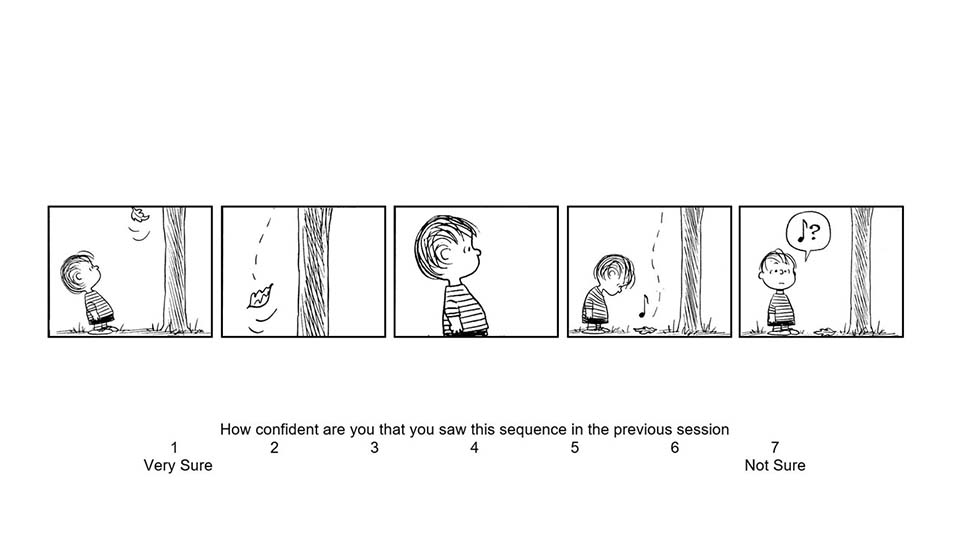 ♪?
How confident are you that you saw this sequence in the previous session
1 2 3 4 5 6 7
Very Sure Not Sure